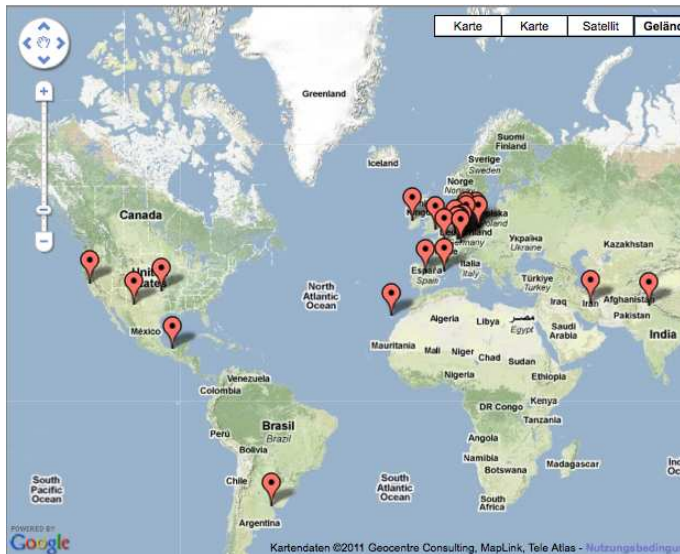 Karte
Karte
Satellit
Geländ
Greenland
Iceland
Suomi
Finland
Sverige
Sweden
Norge
Norway
Canada
Kazakhstan
Україна
Ukraine
Germany
Italia
Italy
España
Spain
Türkiye
Turkey
United
States
North
Atlantic
Ocean
Iraq
Iran
Afghanistan
Pakistan
India
México
Algeria
Libya
مصر
Egypt
Saudi
Arabia
Mauritania
Mali
Niger
Chad
Sudan
Nigeria
Ethiopia
Venezuela
Colombia
Kenya
DR Congo
Tanzania
Perú
Brasil
Brazil
Bolivia
Angola
Namibia
Botswana
Madagascar
South
Pacific
Ocean
Chile
South
Atlantic
Ocean
South
Africa
Argentina
POWERED BY
Google
Kartendaten ©2011 Geocentre Consulting, MapLink, Tele Atlas - Nutzungsbedingun